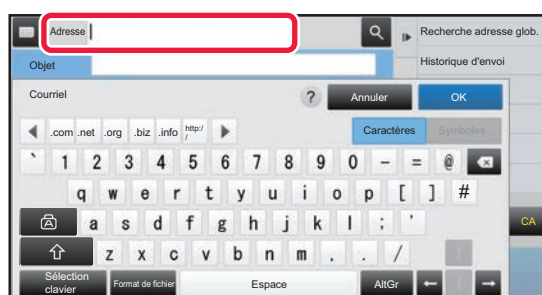 Adresse
Recherche adresse glob.
Objet
Historique d'envoi
Courriel ? Annuler OK
.com .net .org .biz .info http:/
/
Caractères Symboles
` 1 2 3 4 5 6 7 8 9 0 - = @
q w e r t y u i o p [ ] #
A a s d f g h j k l ; '
CA
z x c v b n m . . /
Sélection
clavier
Format de fichier Espace AltGr